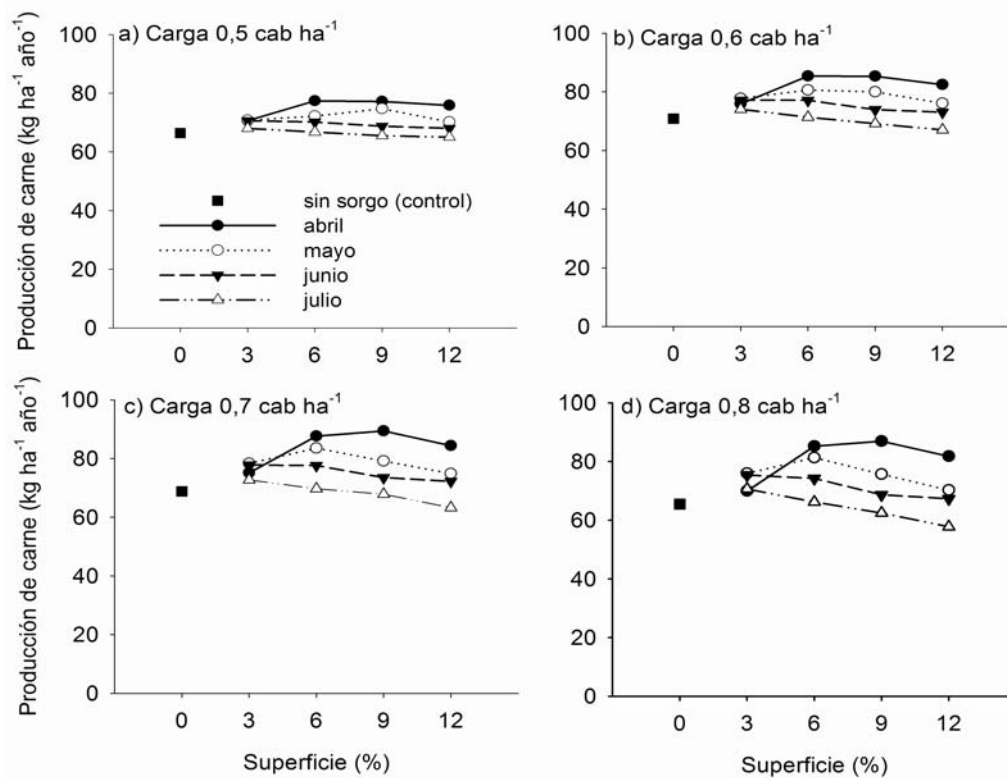 a) Carga 0,5 cab ha⁻¹
Producción de carne (kg ha⁻¹ año⁻¹)
100
80
60
40
20
0
sin sorgo (control)
abril
mayo
junio
julio
0 3 6 9 12
b) Carga 0,6 cab ha⁻¹
100
80
60
40
20
0
0 3 6 9 12
c) Carga 0,7 cab ha⁻¹
Producción de carne (kg ha⁻¹ año⁻¹)
100
80
60
40
20
0
0 3 6 9 12
Superficie (%)
d) Carga 0,8 cab ha⁻¹
100
80
60
40
20
0
0 3 6 9 12
Superficie (%)